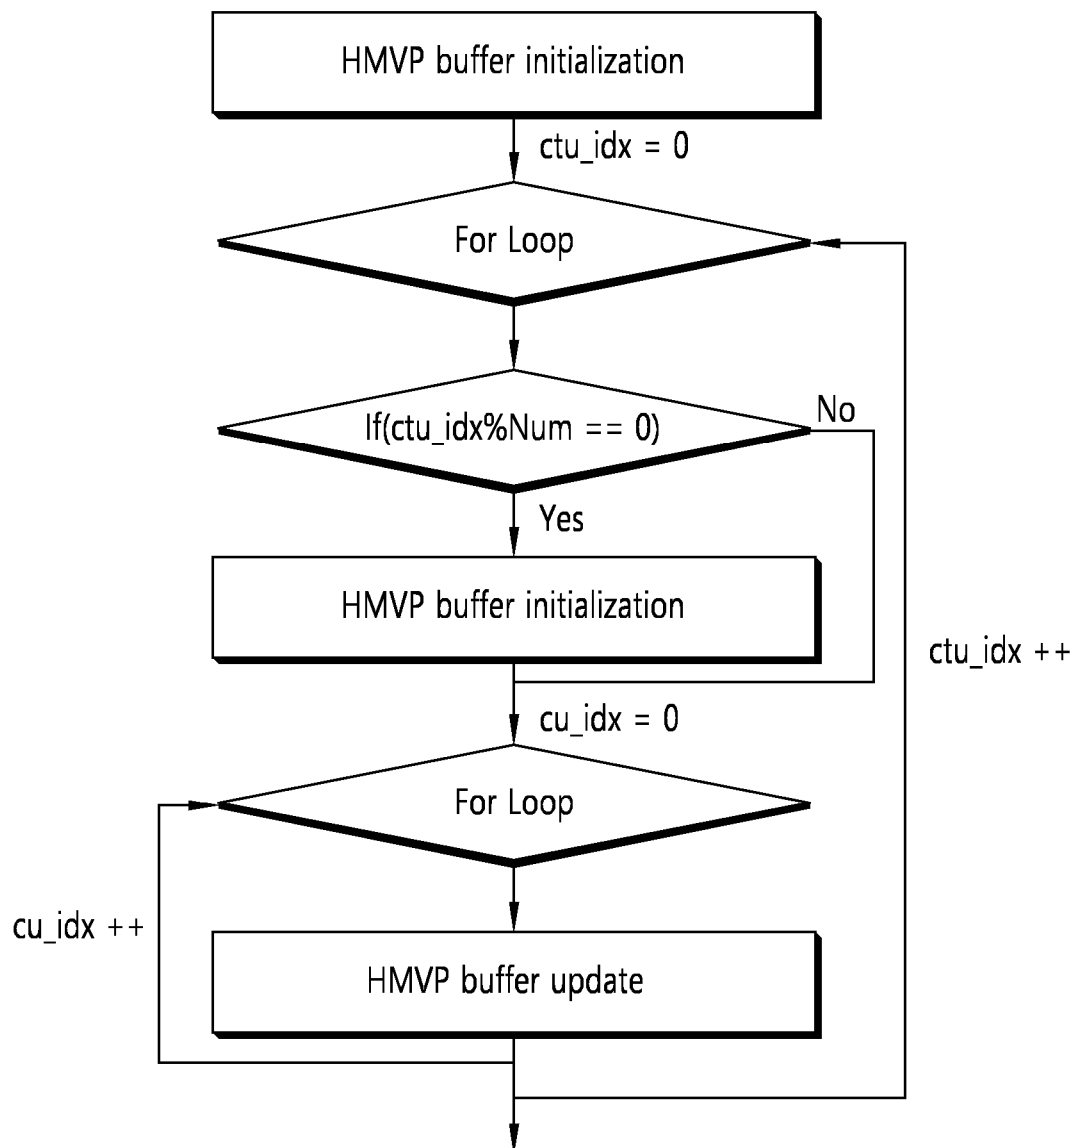 HMVP buffer initialization
ctu_idx = 0
For Loop
If(ctu_idx%Num == 0)
No
Yes
HMVP buffer initialization
ctu_idx ++
cu_idx = 0
For Loop
cu_idx ++
HMVP buffer update